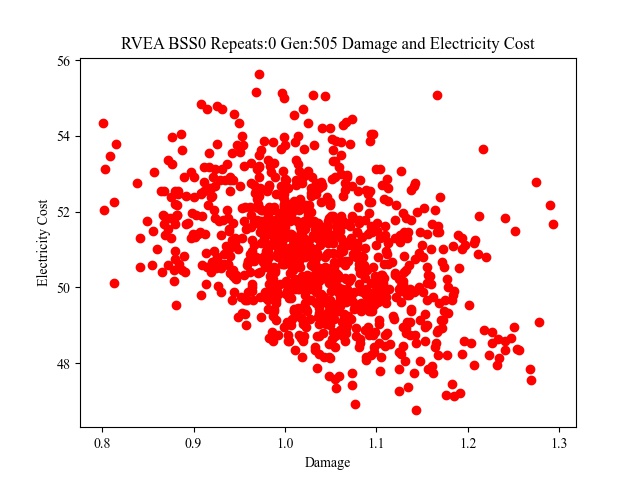 RVEA BSS0 Repeats:0 Gen:505 Damage and Electricity Cost
56
54
52
50
48
Electricity Cost
0.8 0.9 1.0 1.1 1.2 1.3
Damage